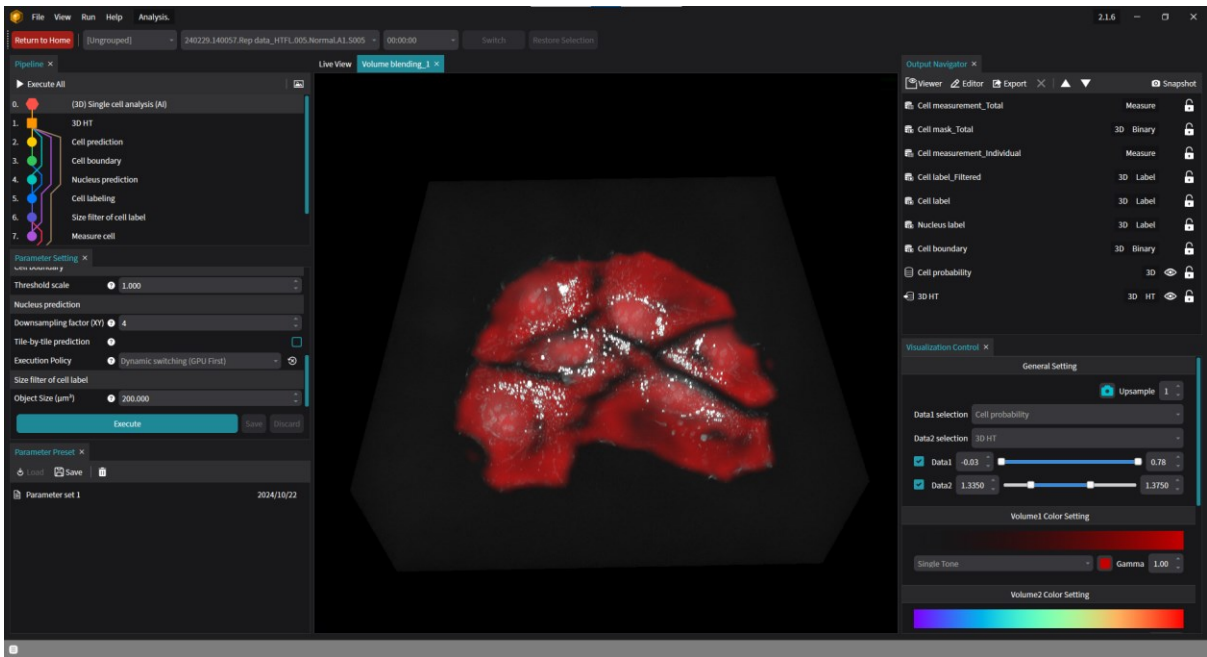 File View Run Help Analysis. 2.1.6
Return to Home [Ungrouped] 240229.140057.Rep data_HTFL.005.Normal.A1.S005 00:00:00 Switch Restore Selection
Pipeline
Execute All
0. (3D) Single cell analysis (AI)
1. 3D HT
2. Cell prediction
3. Cell boundary
4. Nucleus prediction
5. Cell labeling
6. Size filter of cell label
7. Measure cell
Parameter Setting
Cell boundary
Threshold scale 1.000
Nucleus prediction
Downsampling factor (XY) 4
Tile-by-tile prediction
Execution Policy Dynamic switching (GPU First)
Size filter of cell label
Object Size (µm³) 200.000
Execute Save Discard
Parameter Preset
Load Save
Parameter set 1 2024/10/22
Live View Volume blending_1
Output Navigator
Viewer Editor Export Snapshot
Cell measurement_Total Measure
Cell mask_Total 3D Binary
Cell measurement_Individual Measure
Cell label_Filtered 3D Label
Cell label 3D Label
Nucleus label 3D Label
Cell boundary 3D Binary
Cell probability 3D
3D HT 3D HT
Visualization Control
General Setting
Upsample 1
Data1 selection Cell probability
Data2 selection 3D HT
Data1 -0.03 0.78
Data2 1.3350 1.3750
Volume1 Color Setting
Single Tone Gamma 1.00
Volume2 Color Setting